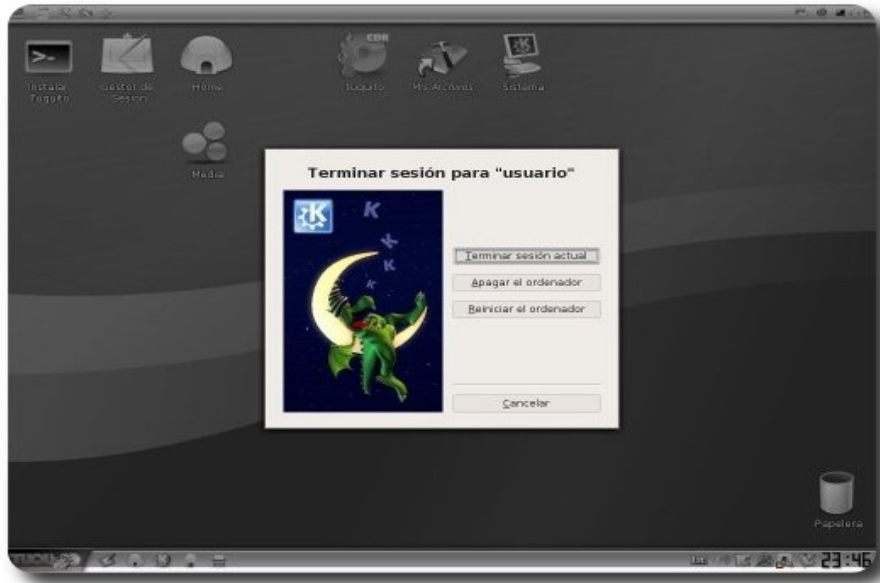 CDR
Instalar Tuquito
Gestor de Sesion
Home
Tuquito
Mis Archivos
Sistema
Media
Terminar sesión para "usuario"
Terminar sesión actual
Apagar el ordenador
Reiniciar el ordenador
Cancelar
Papelera
23:46